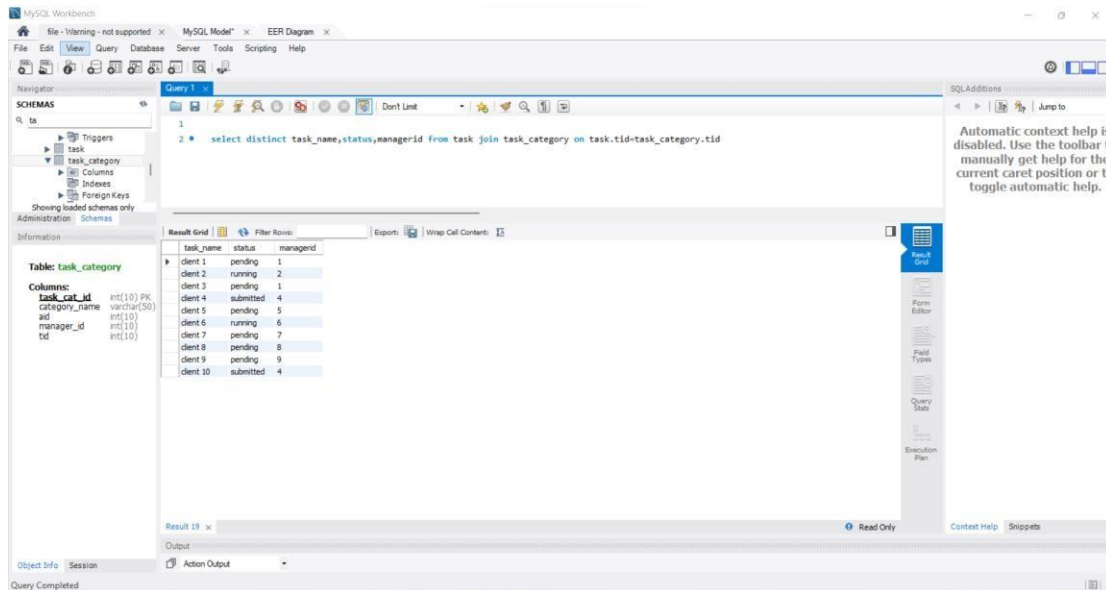 MySQL Workbench
file - Warning - not supported × MySQL Model* × EER Diagram ×
File Edit View Query Database Server Tools Scripting Help
Navigator
SCHEMAS
ta
Triggers
task
task_category
Columns
Indexes
Foreign Keys
Showing loaded schemas only
Administration Schemas
Information
Table: task_category
Columns:
task_cat_id int(10) PK
category_name varchar(50)
aid int(10)
manager_id int(10)
tid int(10)
Object Info Session
Query Completed
Query 1 ×
Don't Limit
1
2 select distinct task_name,status,managerid from task join task_category on task.tid=task_category.tid
Result Grid Filter Rows: Export: Wrap Cell Content:
task_name status managerid
client 1 pending 1
client 2 running 2
client 3 pending 1
client 4 submitted 4
client 5 pending 5
client 6 running 6
client 7 pending 7
client 8 pending 8
client 9 pending 9
client 10 submitted 4
Result Grid
Form Editor
Field Types
Query Stats
Execution Plan
Result 19 × Read Only
Output
Action Output
SQLAdditions
Jump to
Automatic context help is
disabled. Use the toolbar
manually get help for the
current caret position or
toggle automatic help.
Context Help Snippets